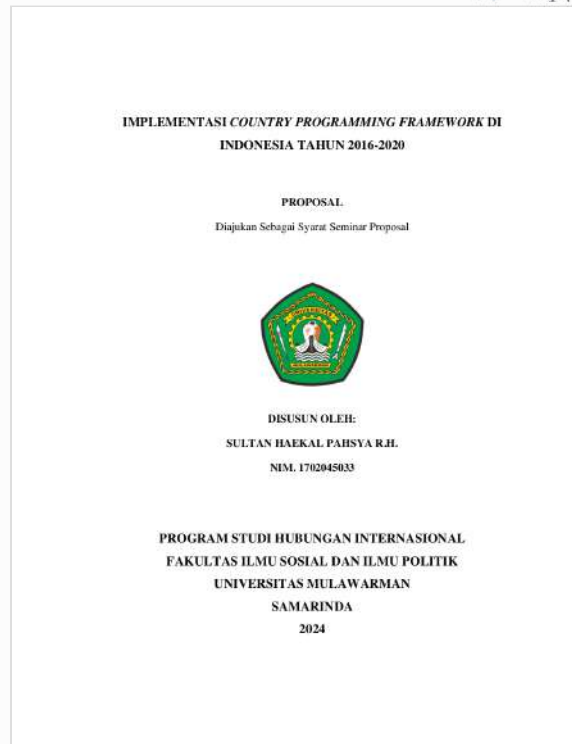 IMPLEMENTASI COUNTRY PROGRAMMING FRAMEWORK DI
INDONESIA TAHUN 2016-2020
PROPOSAL
Diajukan Sebagai Syarat Seminar Proposal
DISUSUN OLEH:
SULTAN HAEKAL PAHSYA R.H.
NIM. 1702045033
PROGRAM STUDI HUBUNGAN INTERNASIONAL
FAKULTAS ILMU SOSIAL DAN ILMU POLITIK
UNIVERSITAS MULAWARMAN
SAMARINDA
2024